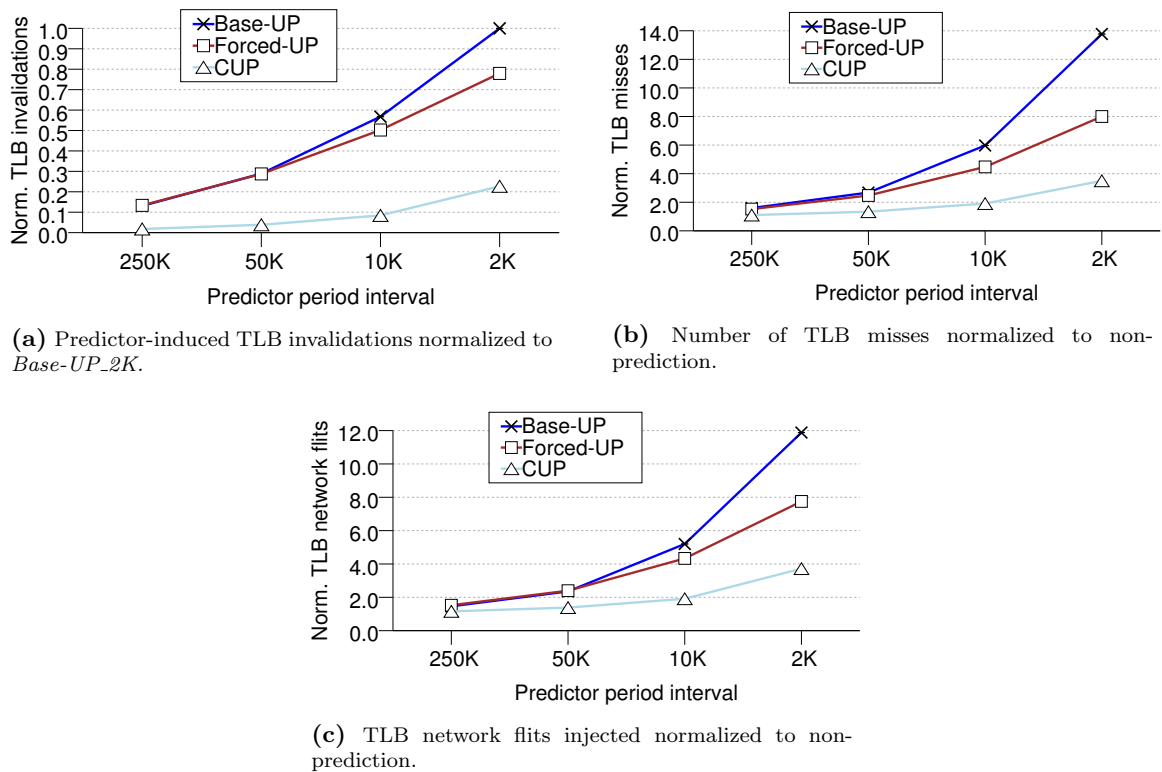 Base-UP
Forced-UP
CUP
1.0
0.9
0.8
0.7
0.6
0.5
0.4
0.3
0.2
0.1
0.0
Norm. TLB invalidations
250K 50K 10K 2K
Predictor period interval
(a) Predictor-induced TLB invalidations normalized to
Base-UP_2K.
Base-UP
Forced-UP
CUP
14.0
12.0
10.0
8.0
6.0
4.0
2.0
0.0
Norm. TLB misses
250K 50K 10K 2K
Predictor period interval
(b) Number of TLB misses normalized to non-
prediction.
Base-UP
Forced-UP
CUP
12.0
10.0
8.0
6.0
4.0
2.0
0.0
Norm. TLB network flits
250K 50K 10K 2K
Predictor period interval
(c) TLB network flits injected normalized to non-
prediction.